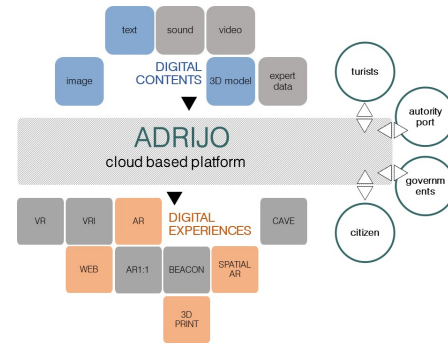 text
sound
video
image
DIGITAL
CONTENTS
3D model
expert
data
turists
autority
port
ADRIJO
cloud based platform
governm
ents
citizen
DIGITAL
EXPERIENCES
VR
VRI
AR
CAVE
WEB
AR1:1
BEACON
SPATIAL
AR
3D
PRINT